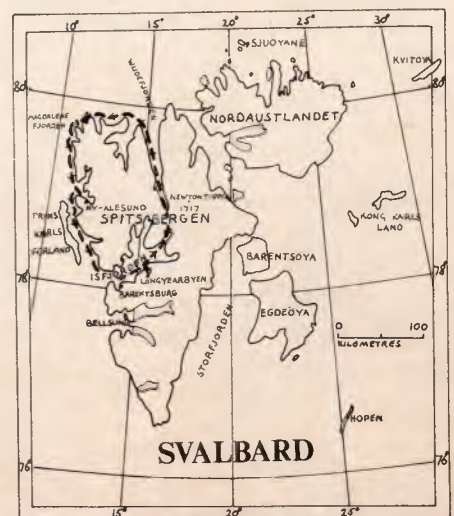 10° 15° 20° 25° 30°
SJUOYANE
KVITOYA
80 80
WIJDEFJORDEN
NORDAUSTLANDET
MAGDALENE
FJORDEN
NEWTONTOPPEN
1717
NY-ALESUND
SPITSBERGEN
PRINS
KARLS
FORLAND
KONG KARLS
LAND
BARENTSOYA
78 78
ISFJORDEN
LONGYEARBYEN
BARENTSBURG
EGDEÖYA
BELLSUND
STORFJORDEN
0 100
KILOMETRES
HOPEN
SVALBARD
76° 76°
15° 20° 25°